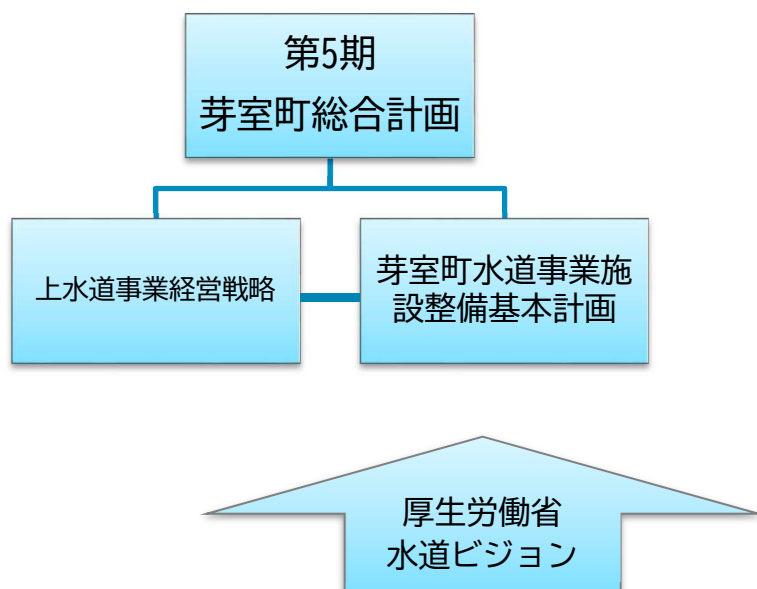 第5期
芽室町総合計画
上水道事業経営戦略
芽室町水道事業施
設整備基本計画
厚生労働省
水道ビジョン